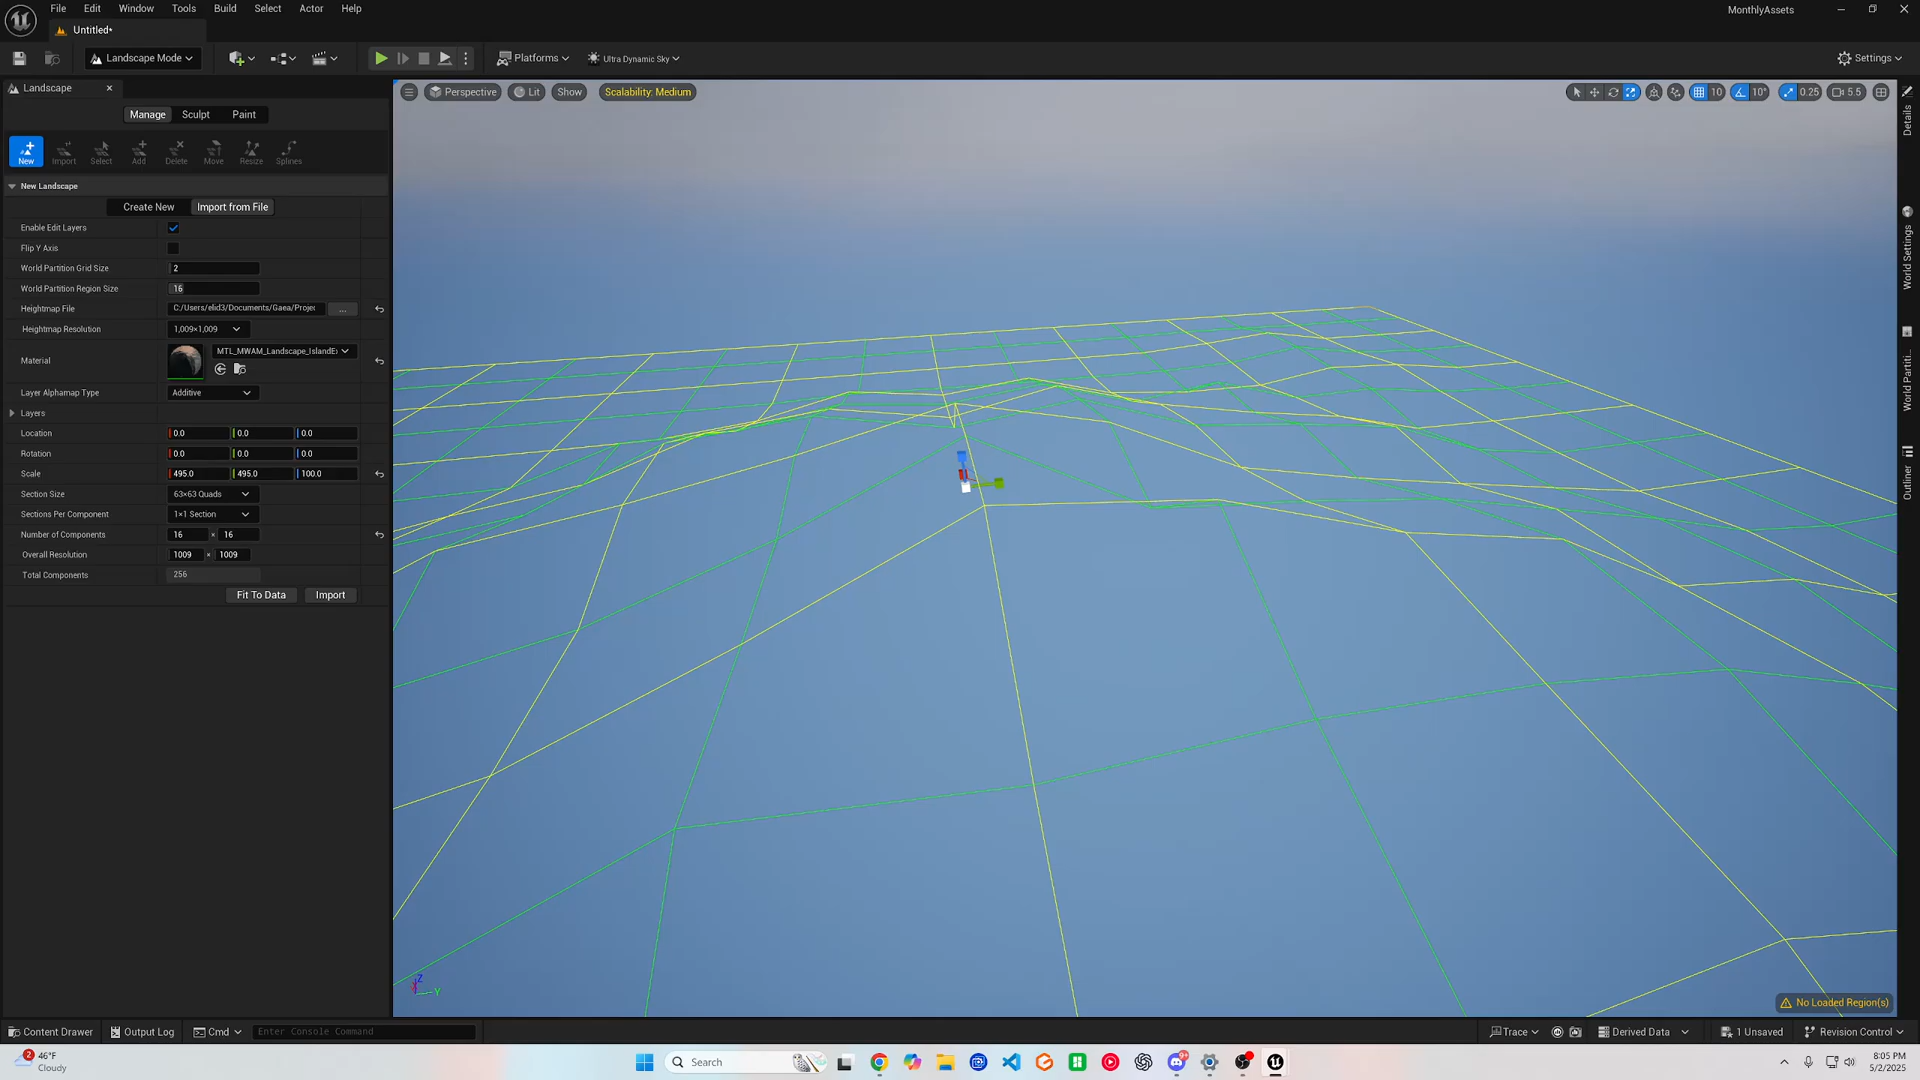 File Edit Window Tools Build Select Actor Help
MonthlyAssets
Untitled*
Landscape Mode
Platforms
Ultra Dynamic Sky
Settings
Landscape
Perspective Lit Show Scalability: Medium
10 10° 0.25 5.5
Manage Sculpt Paint
New Import Select Add Delete Move Resize Splines
New Landscape
Create New Import from File
Enable Edit Layers
Flip Y Axis
World Partition Grid Size 2
World Partition Region Size 16
Heightmap File C:/Users/elid3/Documents/Gaea/Projec ...
Heightmap Resolution 1,009×1,009
Material MTL_MWAM_Landscape_IslandE
Layer Alphamap Type Additive
Layers
Location 0.0 0.0 0.0
Rotation 0.0 0.0 0.0
Scale 495.0 495.0 100.0
Section Size 63×63 Quads
Sections Per Component 1×1 Section
Number of Components 16 × 16
Overall Resolution 1009 × 1009
Total Components 256
Fit To Data Import
Details
World Settings
World Partiti...
Outliner
Z
X
Y
No Loaded Region(s)
Content Drawer Output Log Cmd Enter Console Command
Trace Derived Data 1 Unsaved Revision Control
2
46°F
Cloudy
Search
8:05 PM
5/2/2025